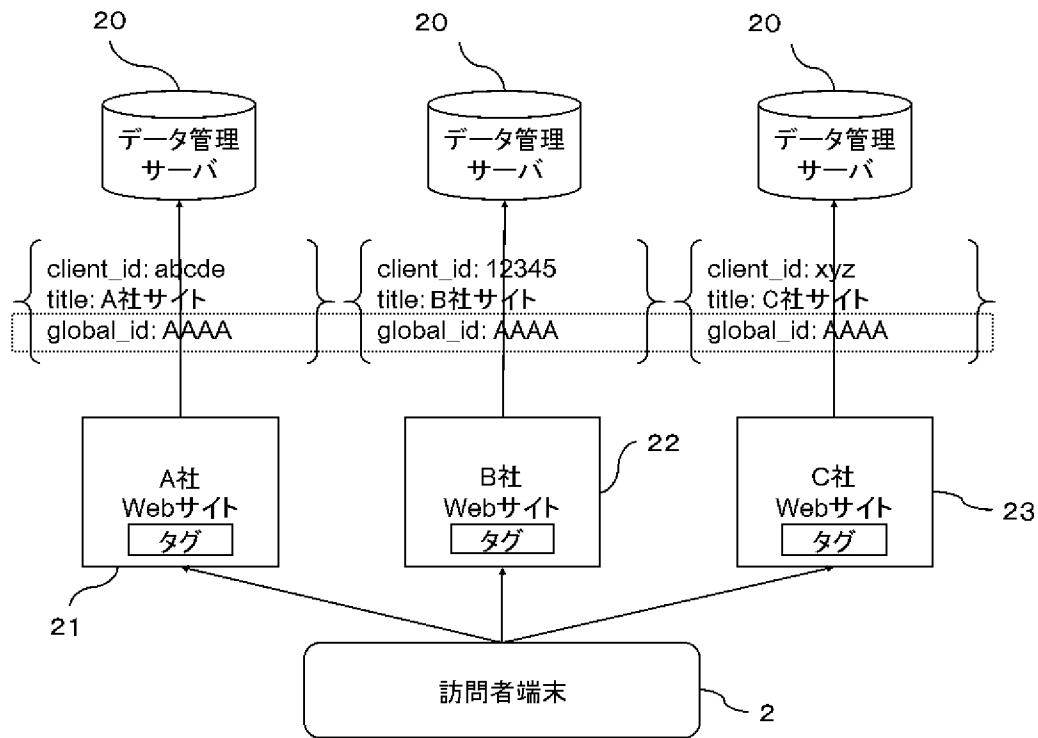 20
20
20
データ管理
サーバ
データ管理
サーバ
データ管理
サーバ
client_id: abcde
title: A社サイト
global_id: AAAA
client_id: 12345
title: B社サイト
global_id: AAAA
client_id: xyz
title: C社サイト
global_id: AAAA
A社
Webサイト
タグ
21
B社
Webサイト
タグ
22
C社
Webサイト
タグ
23
訪問者端末
2